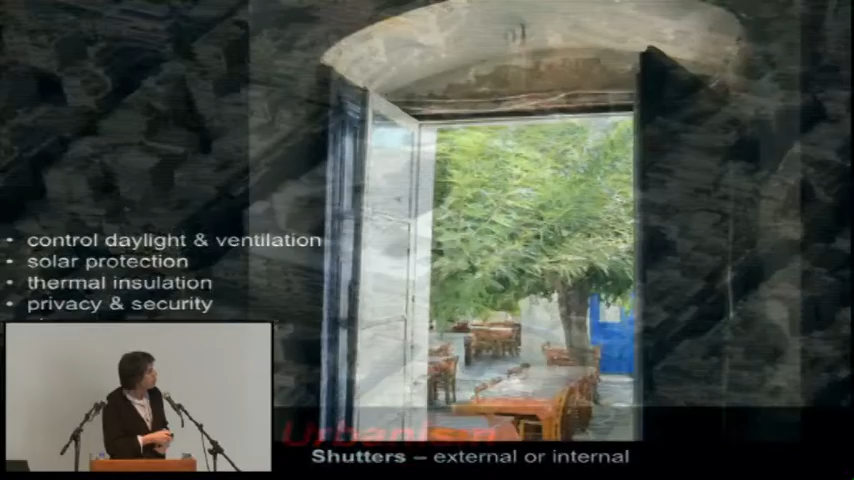 • control daylight & ventilation
• solar protection
• thermal insulation
• privacy & security
Urbanism
Shutters – external or internal